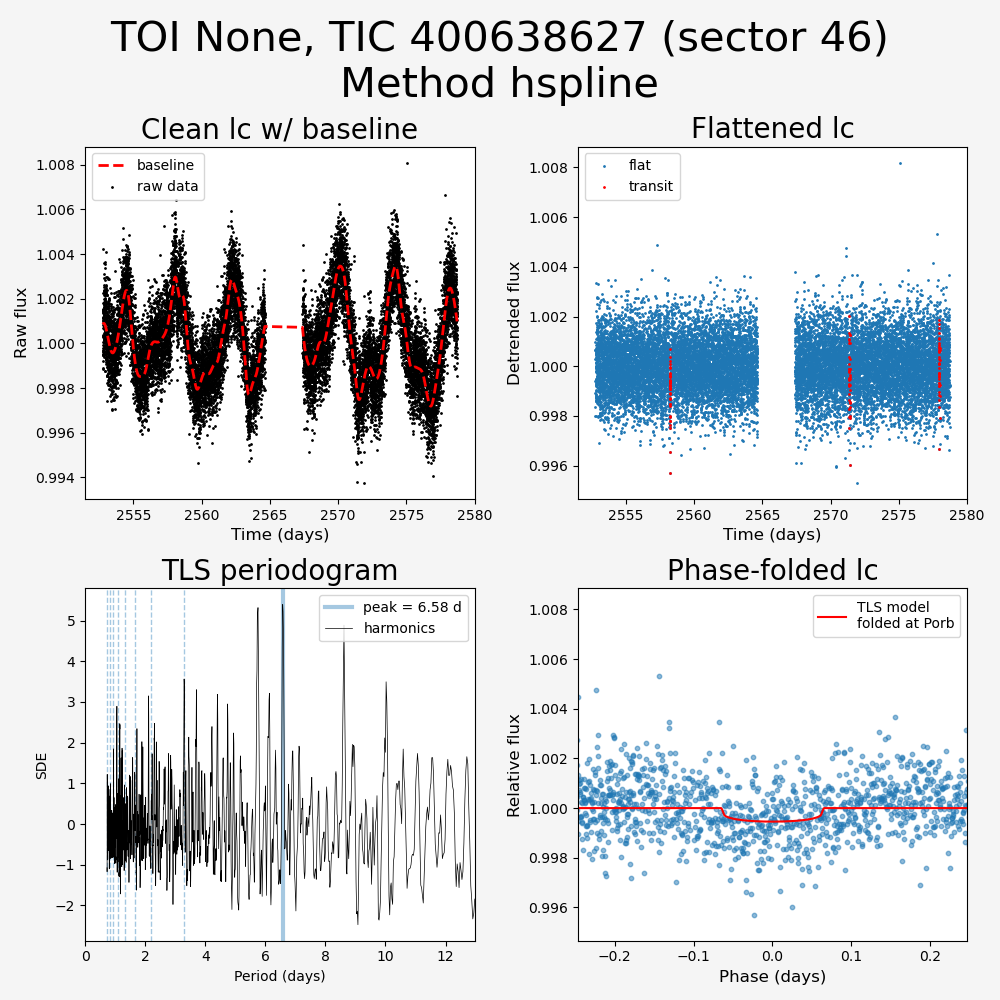 TOI None, TIC 400638627 (sector 46)
Method hspline
Clean lc w/ baseline
baseline
raw data
1.008
1.006
1.004
1.002
1.000
0.998
0.996
0.994
Raw flux
2555
2560
2565
2570
2575
2580
Time (days)
Flattened lc
flat
transit
1.008
1.006
1.004
1.002
1.000
0.998
0.996
Detrended flux
2555
2560
2565
2570
2575
2580
Time (days)
TLS periodogram
peak = 6.58 d
harmonics
5
4
3
2
1
0
−1
−2
SDE
0
2
4
6
8
10
12
Period (days)
Phase-folded lc
TLS model
folded at Porb
1.008
1.006
1.004
1.002
1.000
0.998
0.996
Relative flux
−0.2
−0.1
0.0
0.1
0.2
Phase (days)